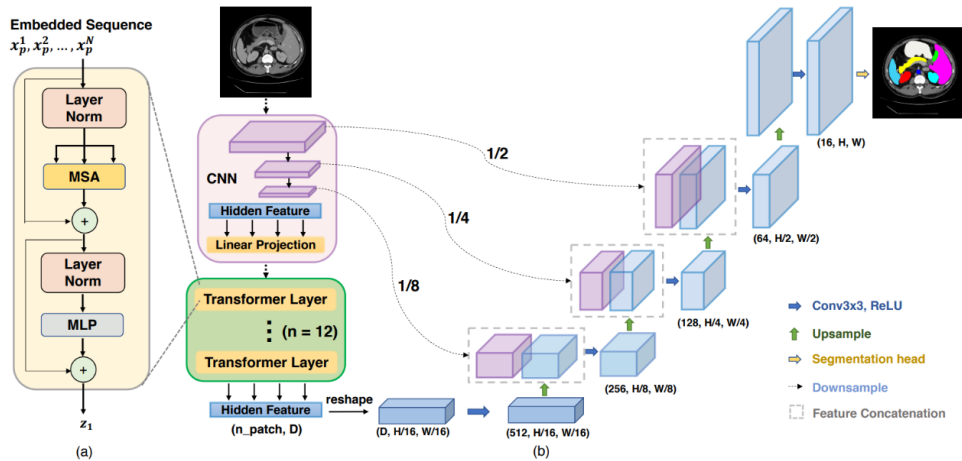 Embedded Sequence
x_p^1, x_p^2, ..., x_p^N
Layer
Norm
MSA
+
Layer
Norm
MLP
+
z_1
(a)
CNN
Hidden Feature
Linear Projection
Transformer Layer
(n = 12)
Transformer Layer
Hidden Feature
(n_patch, D)
reshape
(D, H/16, W/16)
(512, H/16, W/16)
(b)
1/2
1/4
1/8
(256, H/8, W/8)
(128, H/4, W/4)
(64, H/2, W/2)
(16, H, W)
Conv3x3, ReLU
Upsample
Segmentation head
Downsample
Feature Concatenation